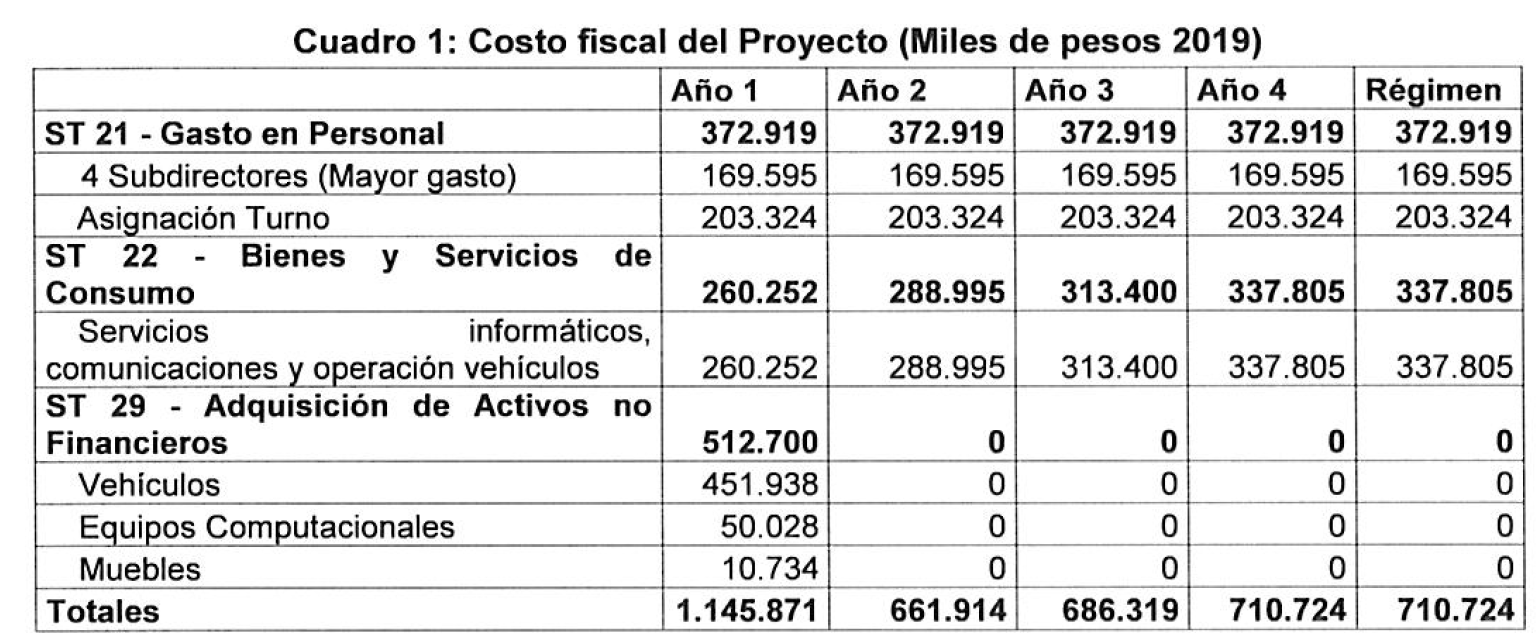 Cuadro 1: Costo fiscal del Proyecto (Miles de pesos 2019)
Año 1 Año 2 Año 3 Año 4 Régimen
ST 21 - Gasto en Personal 372.919 372.919 372.919 372.919 372.919
4 Subdirectores (Mayor gasto) 169.595 169.595 169.595 169.595 169.595
Asignación Turno 203.324 203.324 203.324 203.324 203.324
ST 22 - Bienes y Servicios de
Consumo 260.252 288.995 313.400 337.805 337.805
Servicios informáticos,
comunicaciones y operación vehículos 260.252 288.995 313.400 337.805 337.805
ST 29 - Adquisición de Activos no
Financieros 512.700 0 0 0 0
Vehículos 451.938 0 0 0 0
Equipos Computacionales 50.028 0 0 0 0
Muebles 10.734 0 0 0 0
Totales 1.145.871 661.914 686.319 710.724 710.724